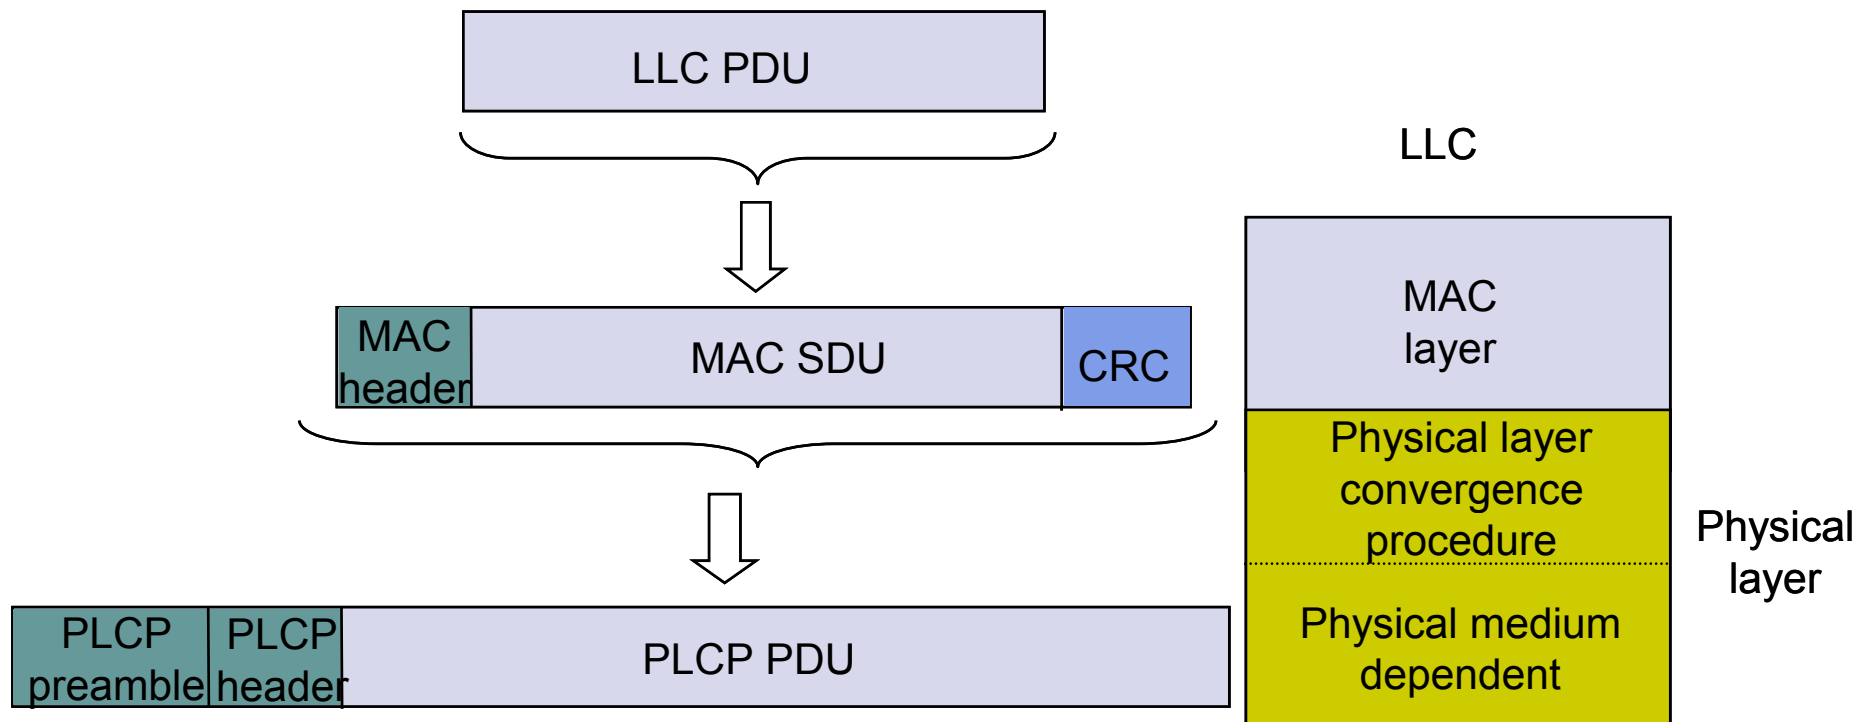 LLC PDU
LLC
MAC
header
MAC SDU
CRC
MAC
layer
Physical layer
convergence
procedure
Physical
layer
PLCP
preamble
PLCP
header
PLCP PDU
Physical medium
dependent